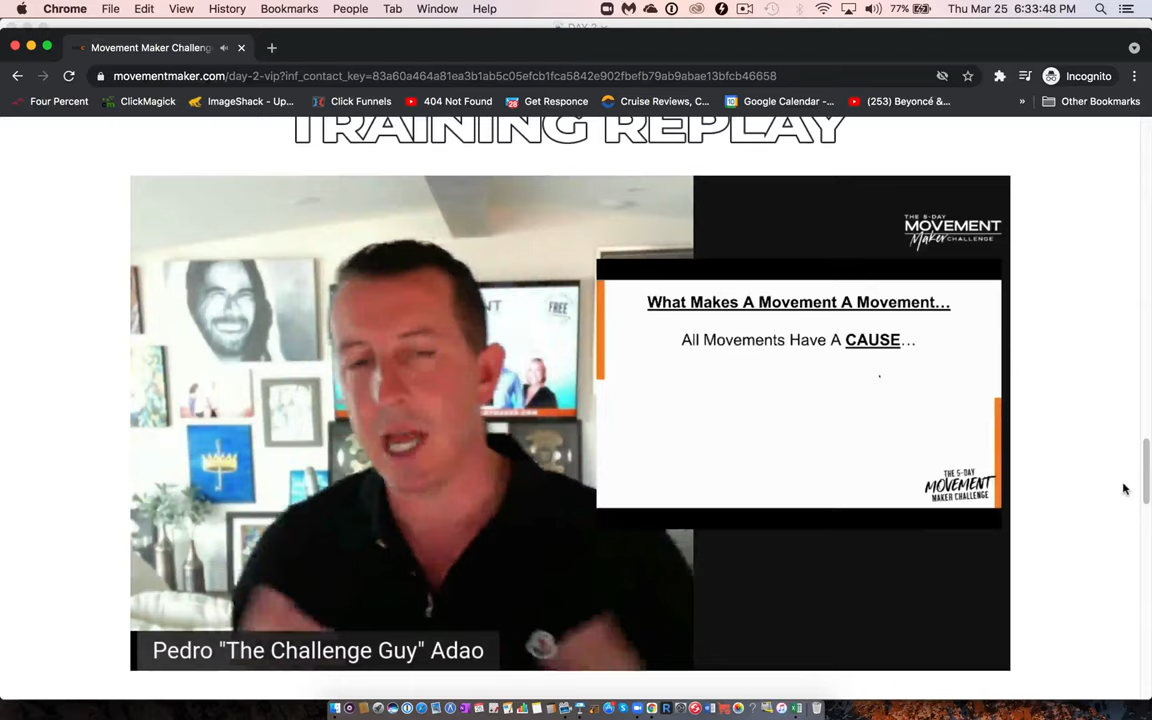 Chrome File Edit View History Bookmarks People Tab Window Help 77% Thu Mar 25 6:33:48 PM
DAY 2
Movement Maker Challeng
movementmaker.com/day-2-vip?inf_contact_key=83a60a464a81ea3b1ab5c05efcb1fca5842e902fbefb79ab9abae13bfcb46658
Incognito
Four Percent ClickMagick ImageShack - Up... Click Funnels 404 Not Found Get Responce Cruise Reviews, C... Google Calendar -... (253) Beyoncé &... » Other Bookmarks
TRAINING REPLAY
THE 5-DAY
MOVEMENT
Maker CHALLENGE
FREE
What Makes A Movement A Movement...
All Movements Have A CAUSE...
THE 5-DAY
MOVEMENT
MAKER CHALLENGE
Pedro "The Challenge Guy" Adao